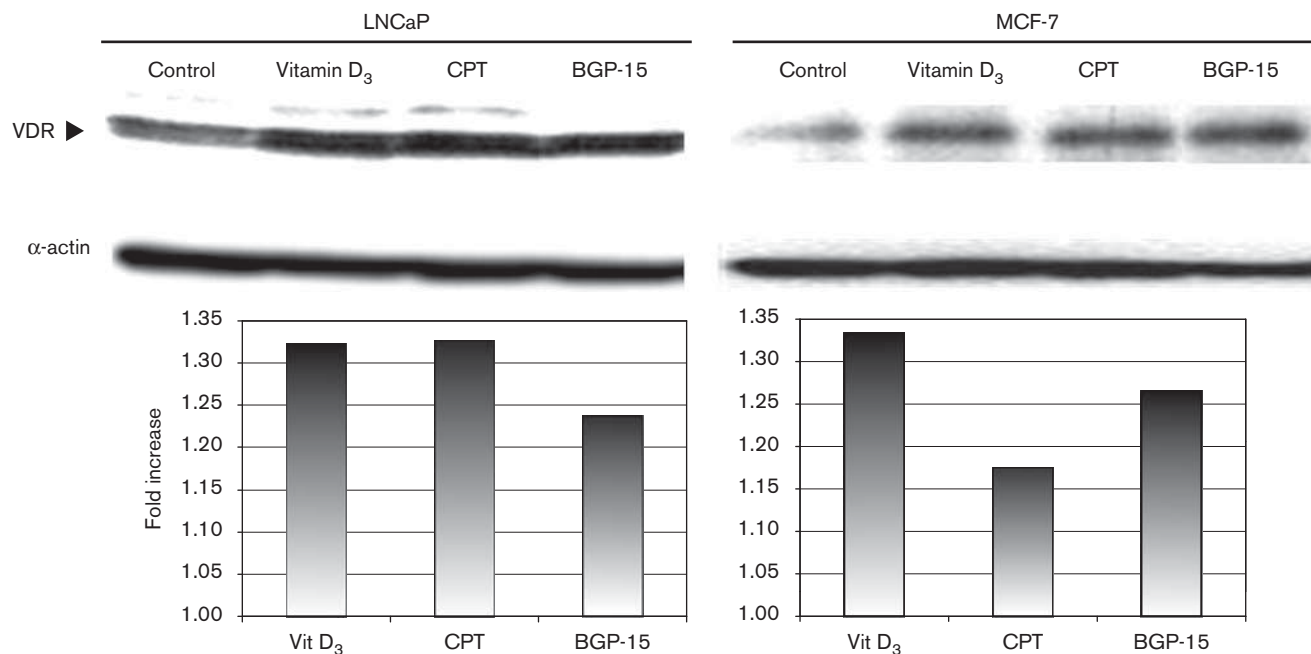 LNCaP
MCF-7
Control Vitamin D₃ CPT BGP-15
Control Vitamin D₃ CPT BGP-15
VDR ▶
α-actin
Fold increase
1.35
1.30
1.25
1.20
1.15
1.10
1.05
1.00
Vit D₃ CPT BGP-15
1.35
1.30
1.25
1.20
1.15
1.10
1.05
1.00
Vit D₃ CPT BGP-15